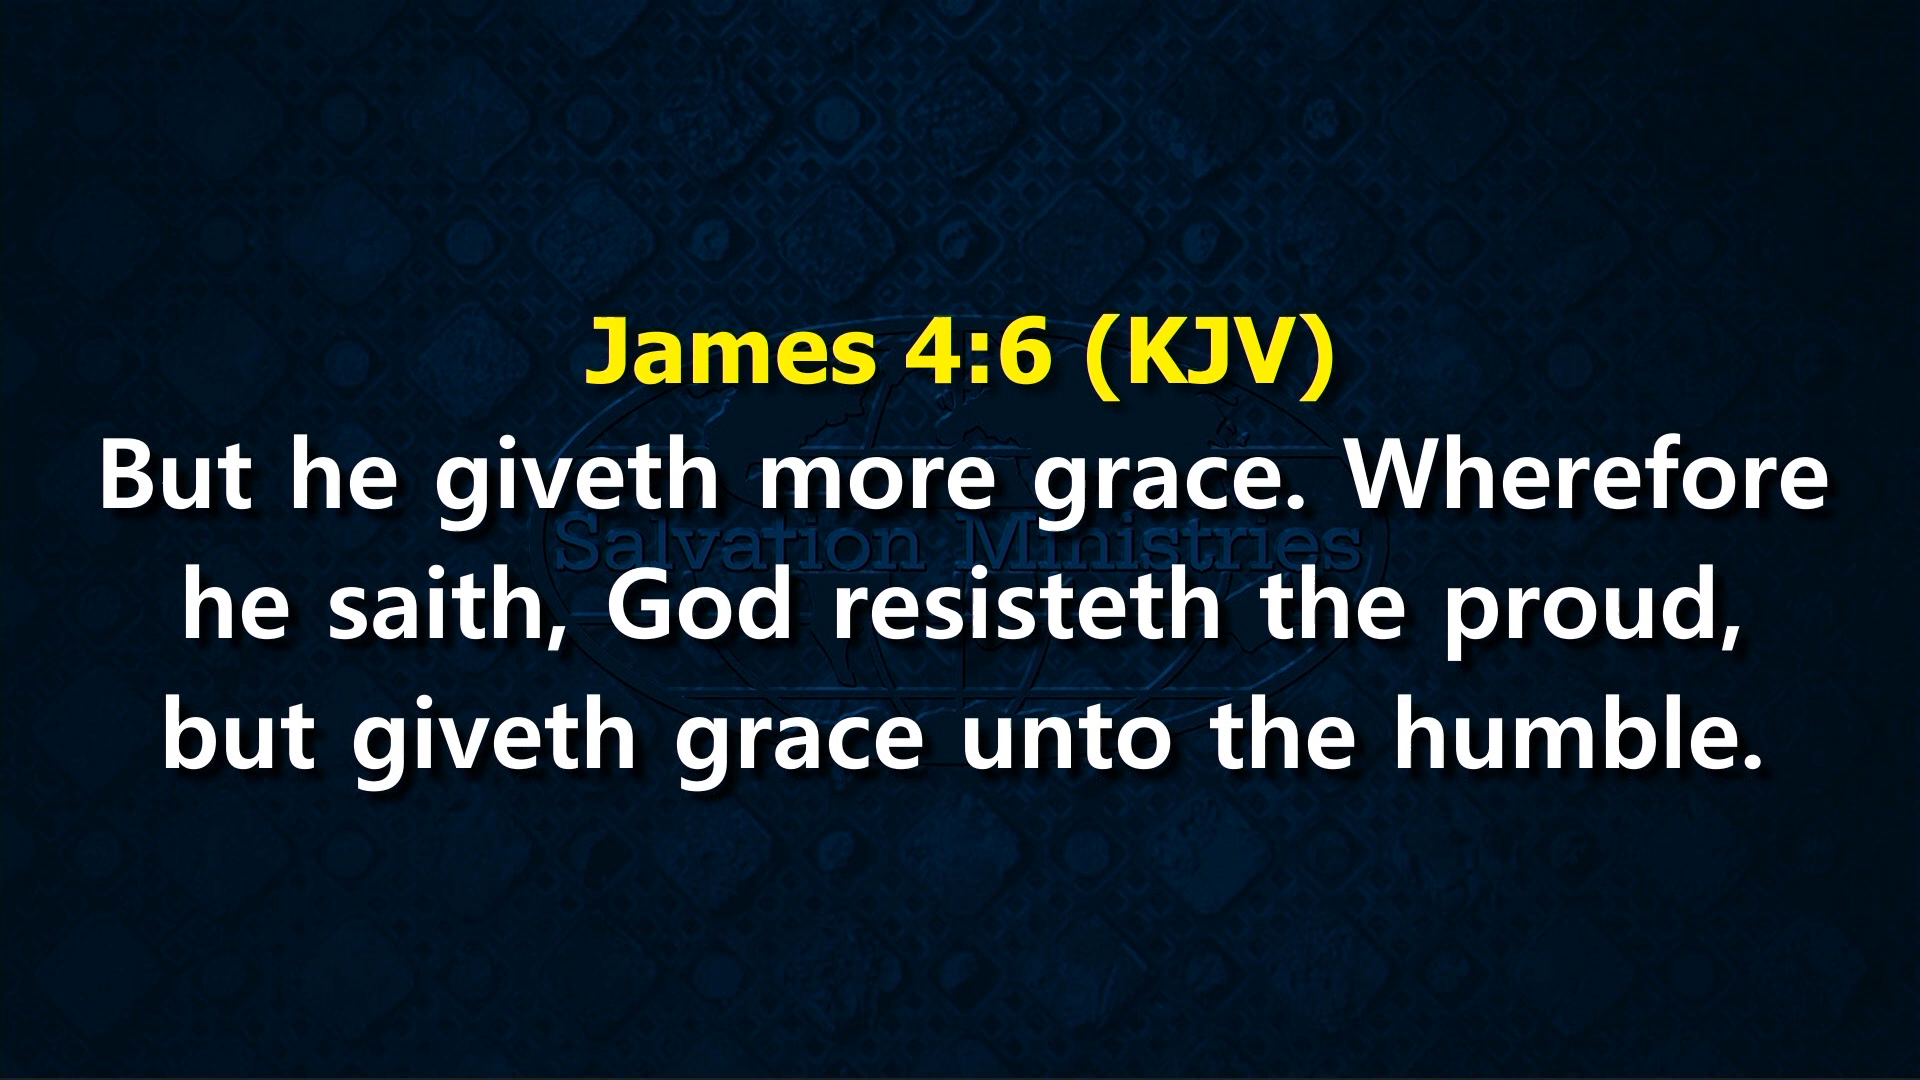 James 4:6 (KJV)
But he giveth more grace. Wherefore
Salvation Ministries
he saith, God resisteth the proud,
but giveth grace unto the humble.